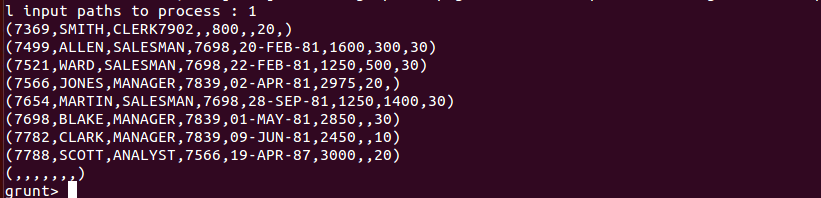 l input paths to process : 1
(7369,SMITH,CLERK7902,,800,,20,)
(7499,ALLEN,SALESMAN,7698,20-FEB-81,1600,300,30)
(7521,WARD,SALESMAN,7698,22-FEB-81,1250,500,30)
(7566,JONES,MANAGER,7839,02-APR-81,2975,20,)
(7654,MARTIN,SALESMAN,7698,28-SEP-81,1250,1400,30)
(7698,BLAKE,MANAGER,7839,01-MAY-81,2850,,30)
(7782,CLARK,MANAGER,7839,09-JUN-81,2450,,10)
(7788,SCOTT,ANALYST,7566,19-APR-87,3000,,20)
(,,,,,,,)
grunt>